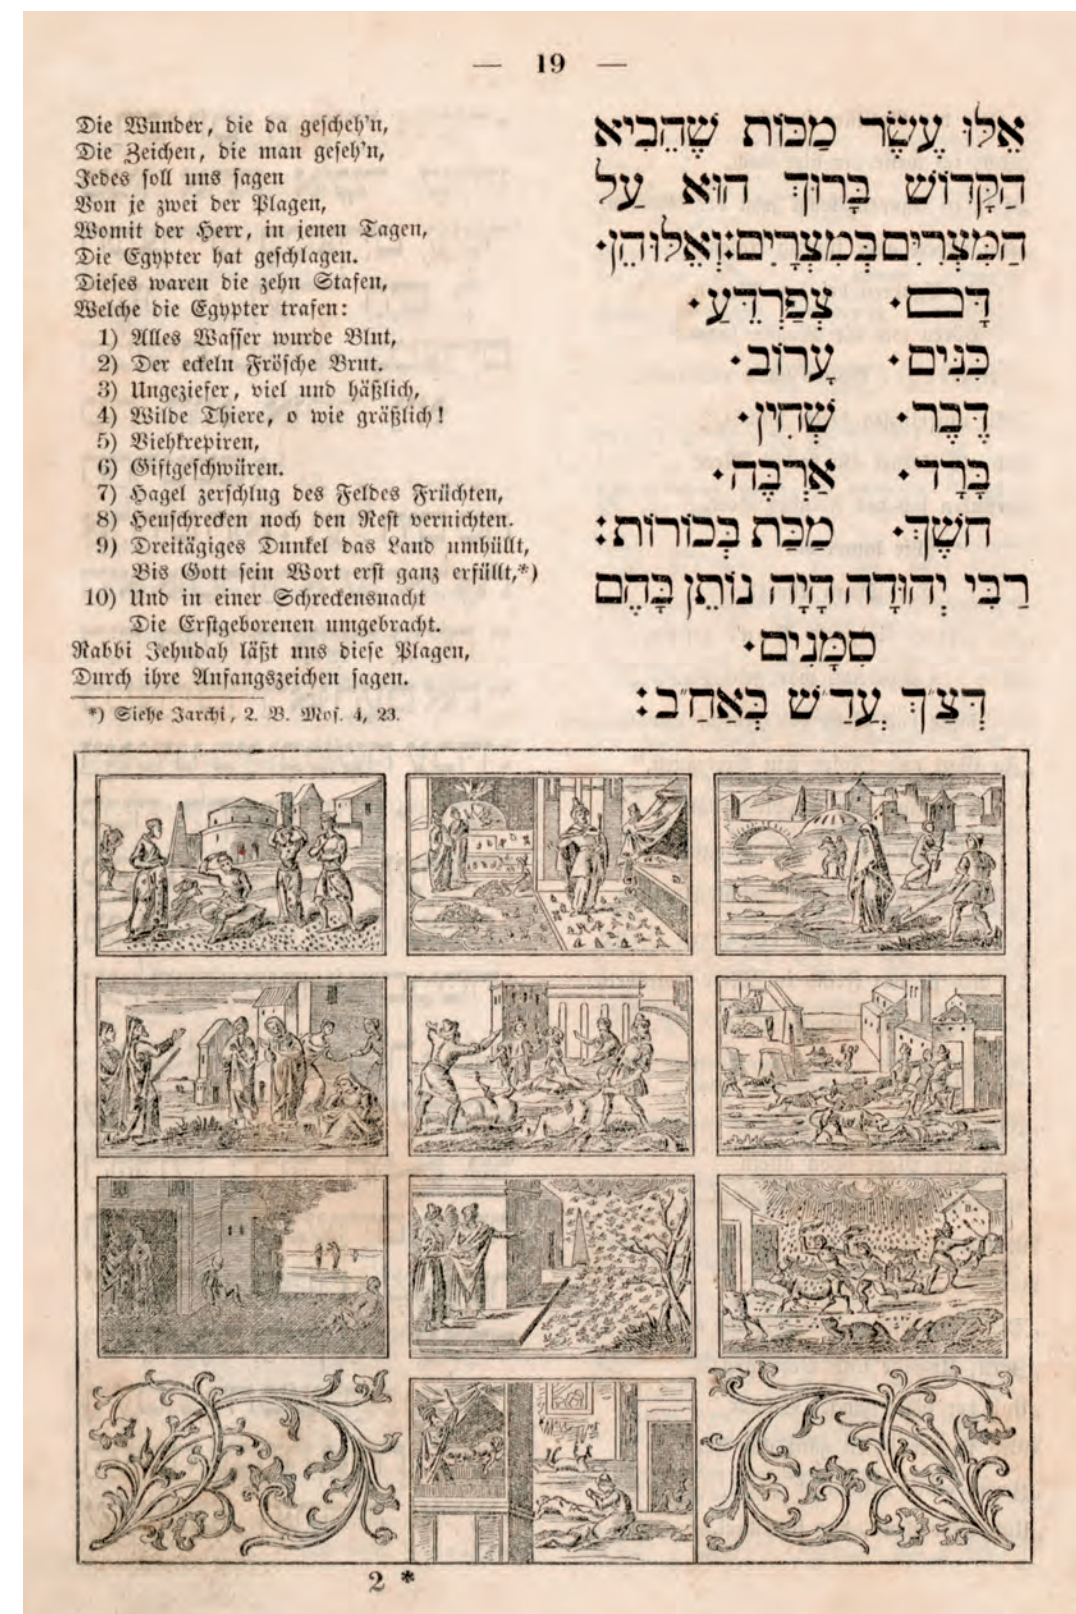 — 19 —
Die Wunder, die da gescheh'n,
Die Zeichen, die man geseh'n,
Jedes soll uns sagen
Von je zwei der Plagen,
Womit der Herr, in jenen Tagen,
Die Egypter hat geschlagen.
Dieses waren die zehn Stafen,
Welche die Egypter trafen:
1) Alles Wasser wurde Blut,
2) Der eckeln Frösche Brut.
3) Ungeziefer, viel und häßlich,
4) Wilde Thiere, o wie gräßlich!
5) Viehkrepiren,
6) Giftgeschwüren.
7) Hagel zerschlug des Feldes Früchten,
8) Heuschrecken noch den Rest vernichten.
9) Dreitägiges Dunkel das Land umhüllt,
Bis Gott sein Wort erst ganz erfüllt,*)
10) Und in einer Schreckensnacht
Die Erstgeborenen umgebracht.
Rabbi Jehudah läßt uns diese Plagen,
Durch ihre Anfangszeichen sagen.
*) Siehe Jarchi, 2. B. Mos. 4, 23.
אֵלּוּ עֶשֶׂר מַכּוֹת שֶׁהֵבִיא
הַקָּדוֹשׁ בָּרוּךְ הוּא עַל
הַמִּצְרִיִּם בְּמִצְרָיִם: וְאֵלּוּ הֵן·
דָּם· צְפַרְדֵּעַ·
כִּנִּים· עָרוֹב·
דֶּבֶר· שְׁחִין·
בָּרָד· אַרְבֶּה·
חשֶׁךְ· מַכַּת בְּכוֹרוֹת:
רַבִּי יְהוּדָה הָיָה נוֹתֵן בָּהֶם
סִמָּנִים·
דְּצַ״ךְ עֲדַ״שׁ בְּאַחַ״ב:
2 *